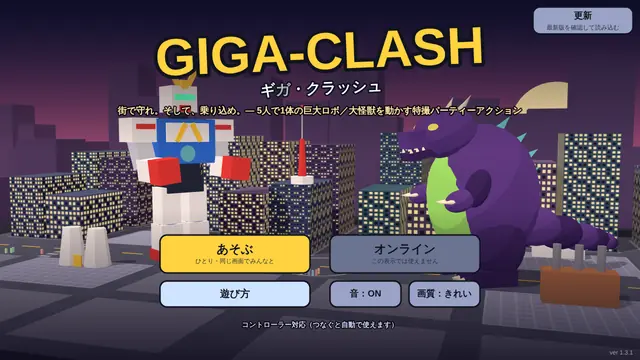 更新
最新版を確認して読み込む
GIGA-CLASH
ギガ・クラッシュ
街で守れ。そして、乗り込め。— 5人で1体の巨大ロボ／大怪獣を動かす特撮パーティーアクション
あそぶ
ひとり・同じ画面でみんなと
オンライン
この表示では使えません
遊び方
音：ON
画質：きれい
コントローラー対応（つなぐと自動で使えます）
ver.1.3.1